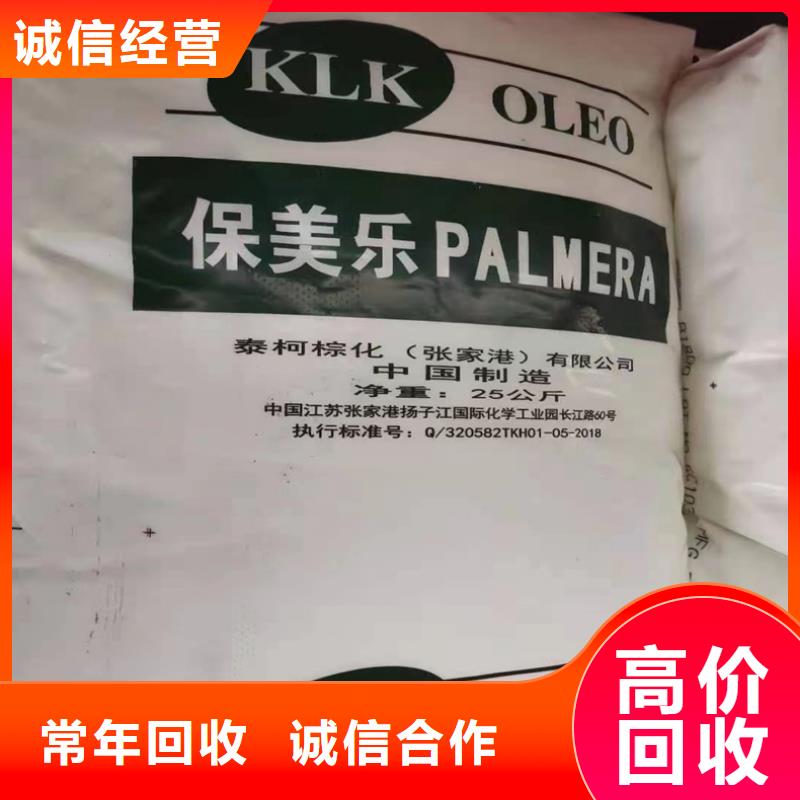 诚信经营
KLK OLEO
保美乐PALMERA
泰柯棕化（张家港）有限公司
中国制造
净重：25公斤
中国江苏张家港扬子江国际化学工业园长江路60号
执行标准号：Q/320582TKH01-05-2018
高价
回收
常年回收 诚信合作